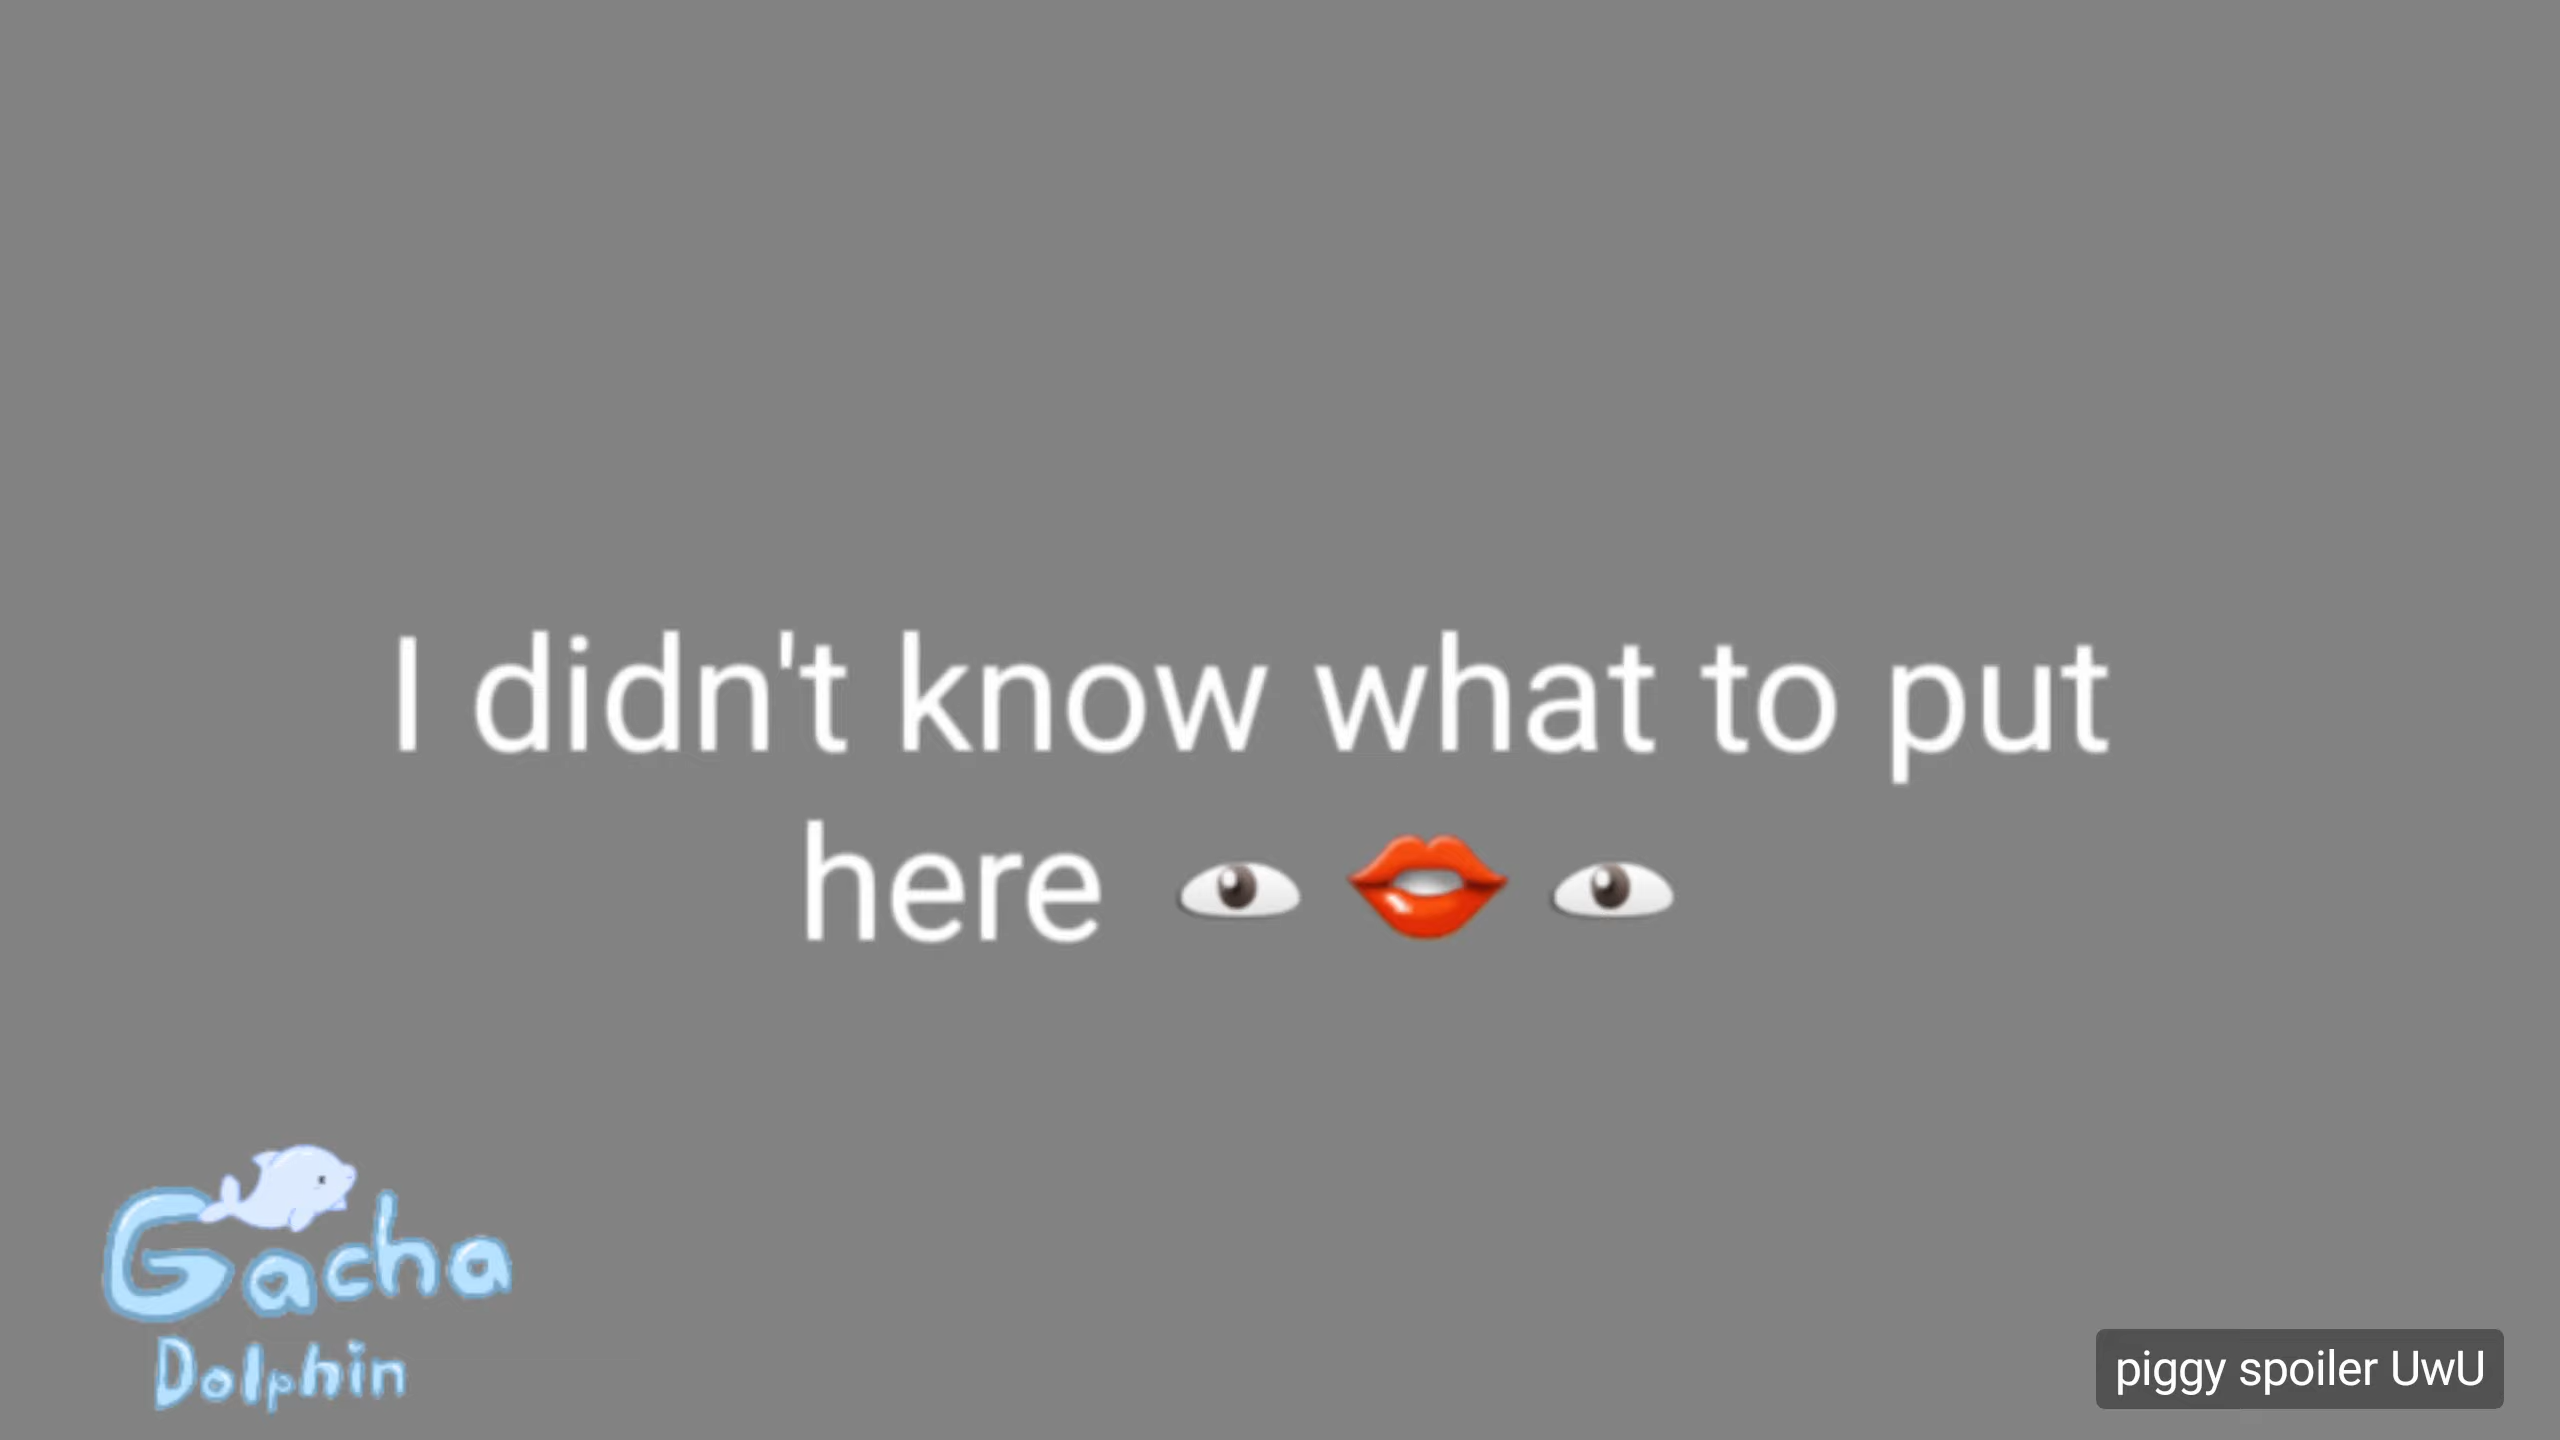 I didn't know what to put
here 👁️ 👄 👁️
Gacha
Dolphin
piggy spoiler UwU